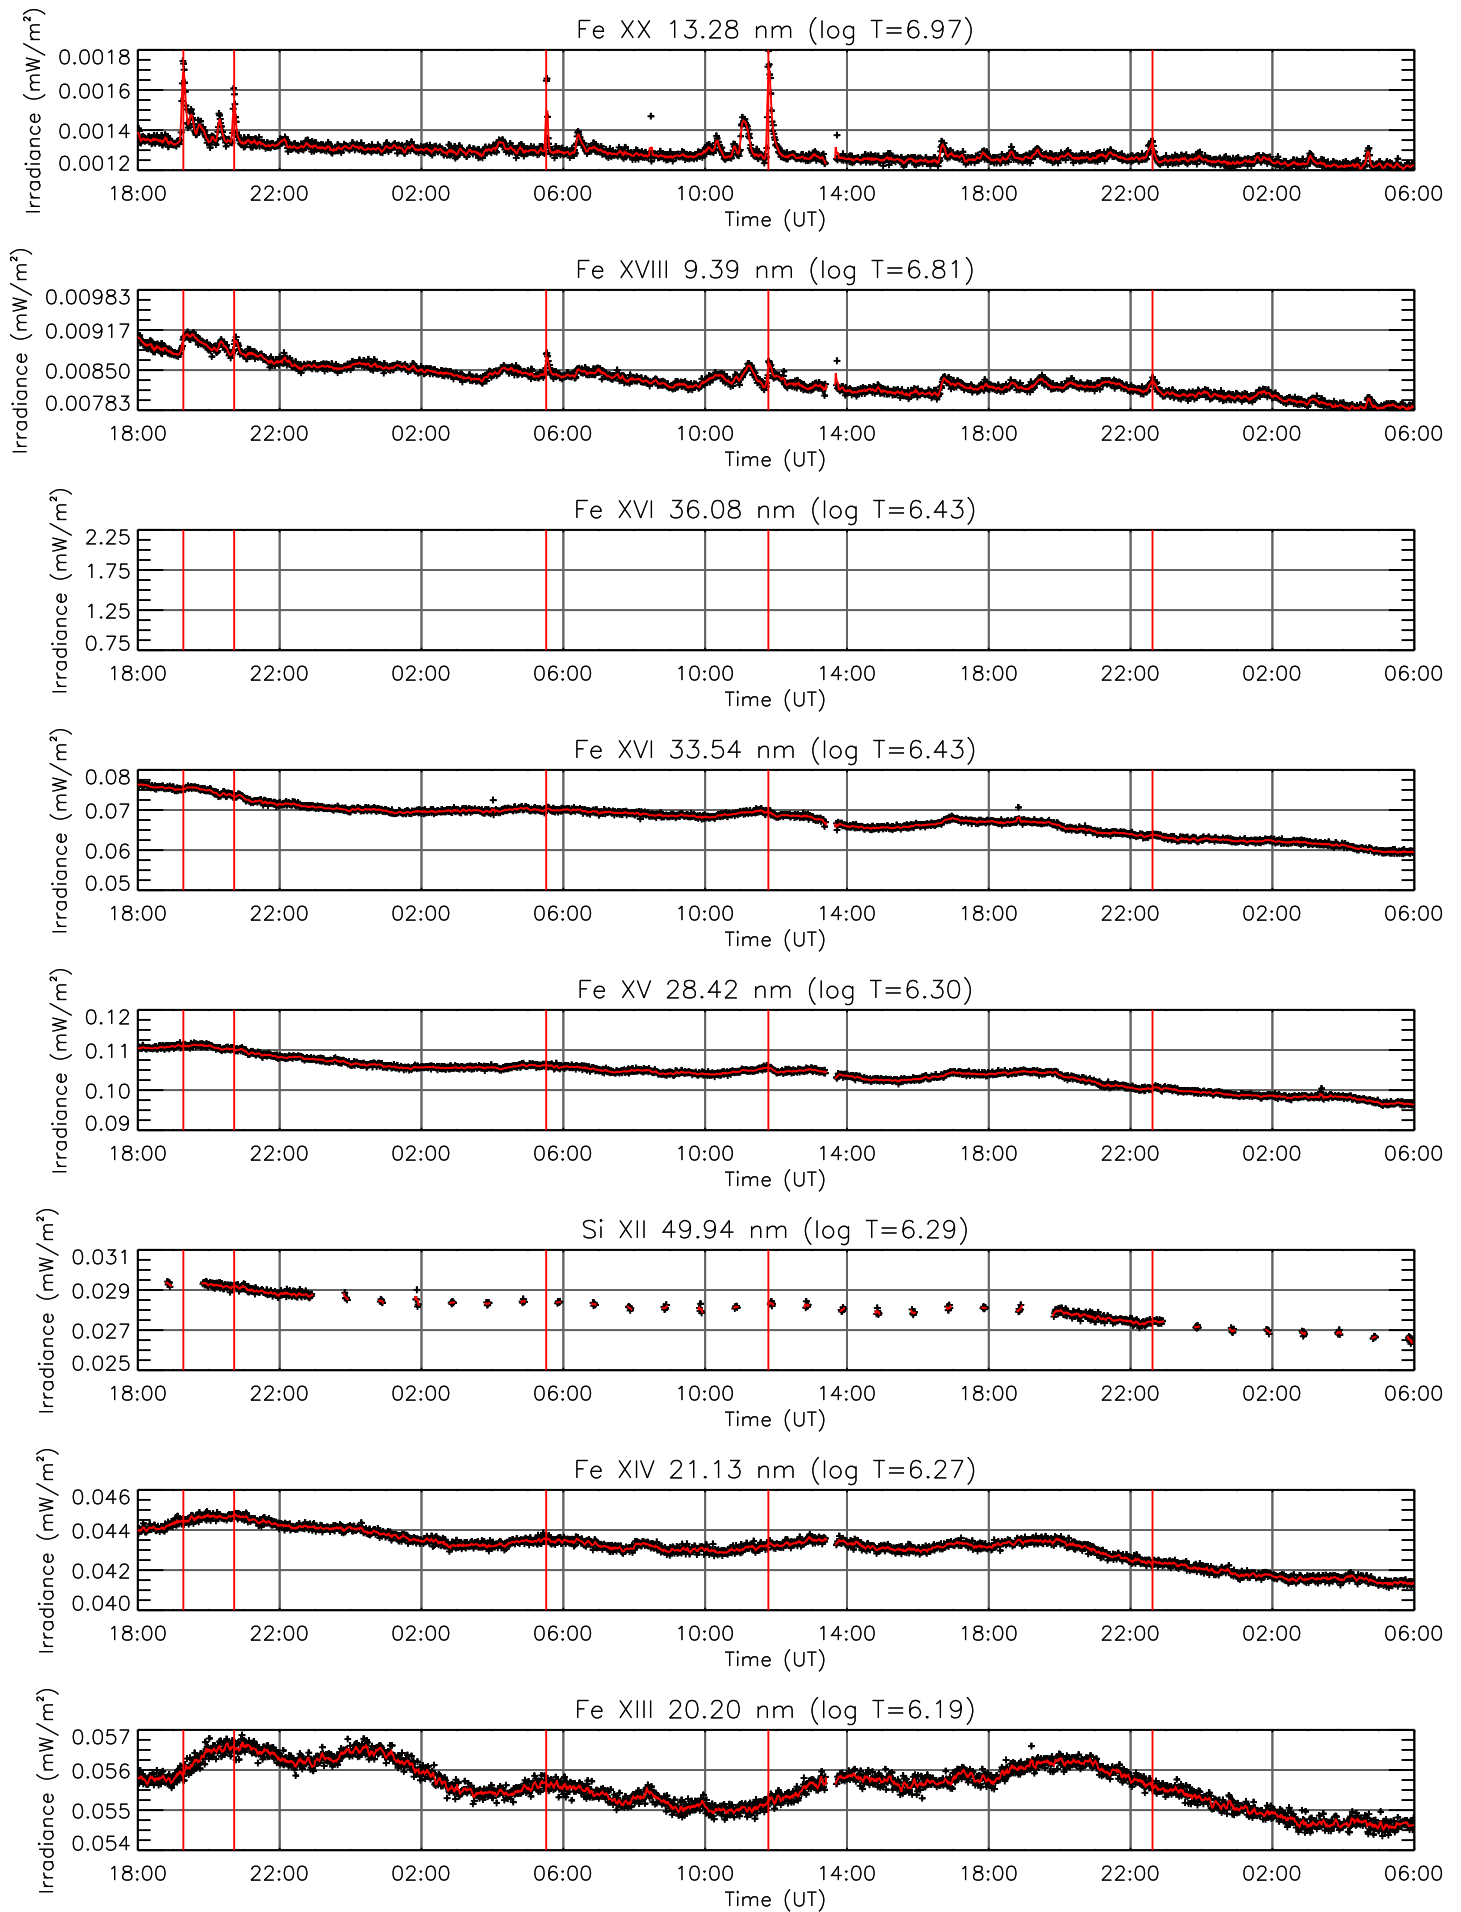 Fe XX 13.28 nm (log T=6.97)
Irradiance (mW/m²)
0.0018
0.0016
0.0014
0.0012
18:00 22:00 02:00 06:00 10:00 14:00 18:00 22:00 02:00 06:00
Time (UT)
Fe XVIII 9.39 nm (log T=6.81)
Irradiance (mW/m²)
0.00983
0.00917
0.00850
0.00783
18:00 22:00 02:00 06:00 10:00 14:00 18:00 22:00 02:00 06:00
Time (UT)
Fe XVI 36.08 nm (log T=6.43)
Irradiance (mW/m²)
2.25
1.75
1.25
0.75
18:00 22:00 02:00 06:00 10:00 14:00 18:00 22:00 02:00 06:00
Time (UT)
Fe XVI 33.54 nm (log T=6.43)
Irradiance (mW/m²)
0.08
0.07
0.06
0.05
18:00 22:00 02:00 06:00 10:00 14:00 18:00 22:00 02:00 06:00
Time (UT)
Fe XV 28.42 nm (log T=6.30)
Irradiance (mW/m²)
0.12
0.11
0.10
0.09
18:00 22:00 02:00 06:00 10:00 14:00 18:00 22:00 02:00 06:00
Time (UT)
Si XII 49.94 nm (log T=6.29)
Irradiance (mW/m²)
0.031
0.029
0.027
0.025
18:00 22:00 02:00 06:00 10:00 14:00 18:00 22:00 02:00 06:00
Time (UT)
Fe XIV 21.13 nm (log T=6.27)
Irradiance (mW/m²)
0.046
0.044
0.042
0.040
18:00 22:00 02:00 06:00 10:00 14:00 18:00 22:00 02:00 06:00
Time (UT)
Fe XIII 20.20 nm (log T=6.19)
Irradiance (mW/m²)
0.057
0.056
0.055
0.054
18:00 22:00 02:00 06:00 10:00 14:00 18:00 22:00 02:00 06:00
Time (UT)